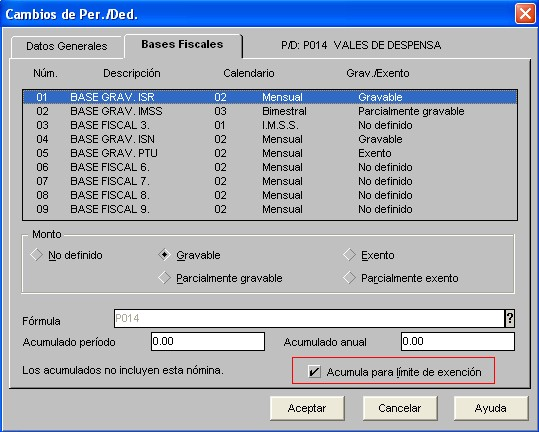 Cambios de Per./Ded.
Datos Generales Bases Fiscales P/D: P014 VALES DE DESPENSA
Núm. Descripción Calendario Grav./Exento
01 BASE GRAV. ISR 02 Mensual Gravable
02 BASE GRAV. IMSS 03 Bimestral Parcialmente gravable
03 BASE FISCAL 3. 01 I.M.S.S. No definido
04 BASE GRAV. ISN 02 Mensual Gravable
05 BASE GRAV. PTU 02 Mensual Exento
06 BASE FISCAL 6. 02 Mensual No definido
07 BASE FISCAL 7. 02 Mensual No definido
08 BASE FISCAL 8. 02 Mensual No definido
09 BASE FISCAL 9. 02 Mensual No definido
Monto
No definido Gravable Exento
Parcialmente gravable Parcialmente exento
Fórmula P014 ?
Acumulado período 0.00 Acumulado anual 0.00
Los acumulados no incluyen esta nómina. Acumula para límite de exención
Aceptar Cancelar Ayuda